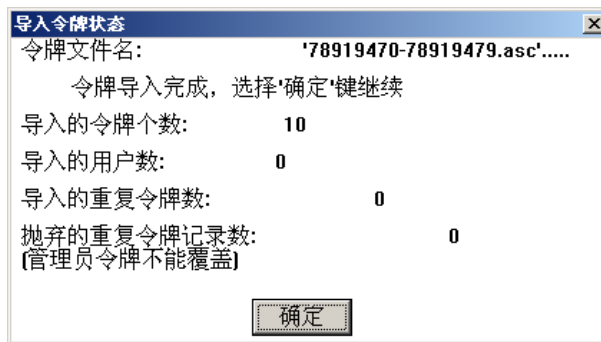 导入令牌状态
令牌文件名: '78919470-78919479.asc'.....
令牌导入完成，选择'确定'键继续
导入的令牌个数: 10
导入的用户数: 0
导入的重复令牌数: 0
抛弃的重复令牌记录数: 0
(管理员令牌不能覆盖)
确定